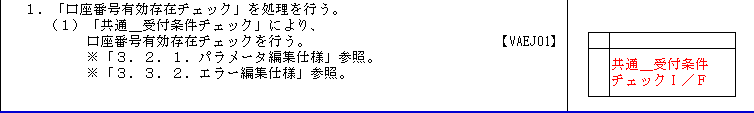 １．「口座番号有効存在チェック」を処理を行う。
（１）「共通＿受付条件チェック」により、
口座番号有効存在チェックを行う。 【VAEJ01】
※「３．２．１．パラメータ編集仕様」参照。
※「３．３．２．エラー編集仕様」参照。
共通＿受付条件
チェックＩ／Ｆ